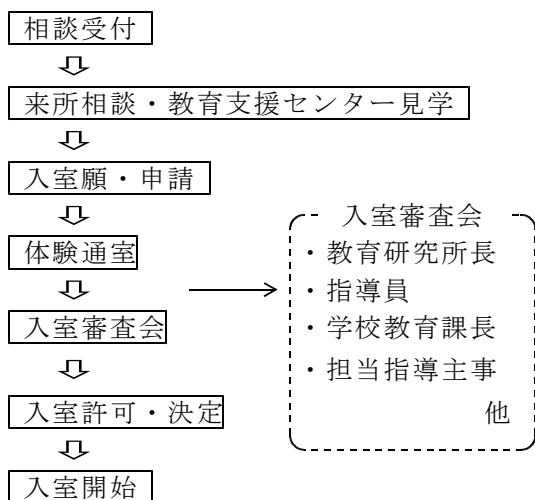 相談受付
来所相談・教育支援センター見学
入室願・申請
体験通室
入室審査会
入室許可・決定
入室開始
入室審査会
・教育研究所長
・指導員
・学校教育課長
・担当指導主事
他